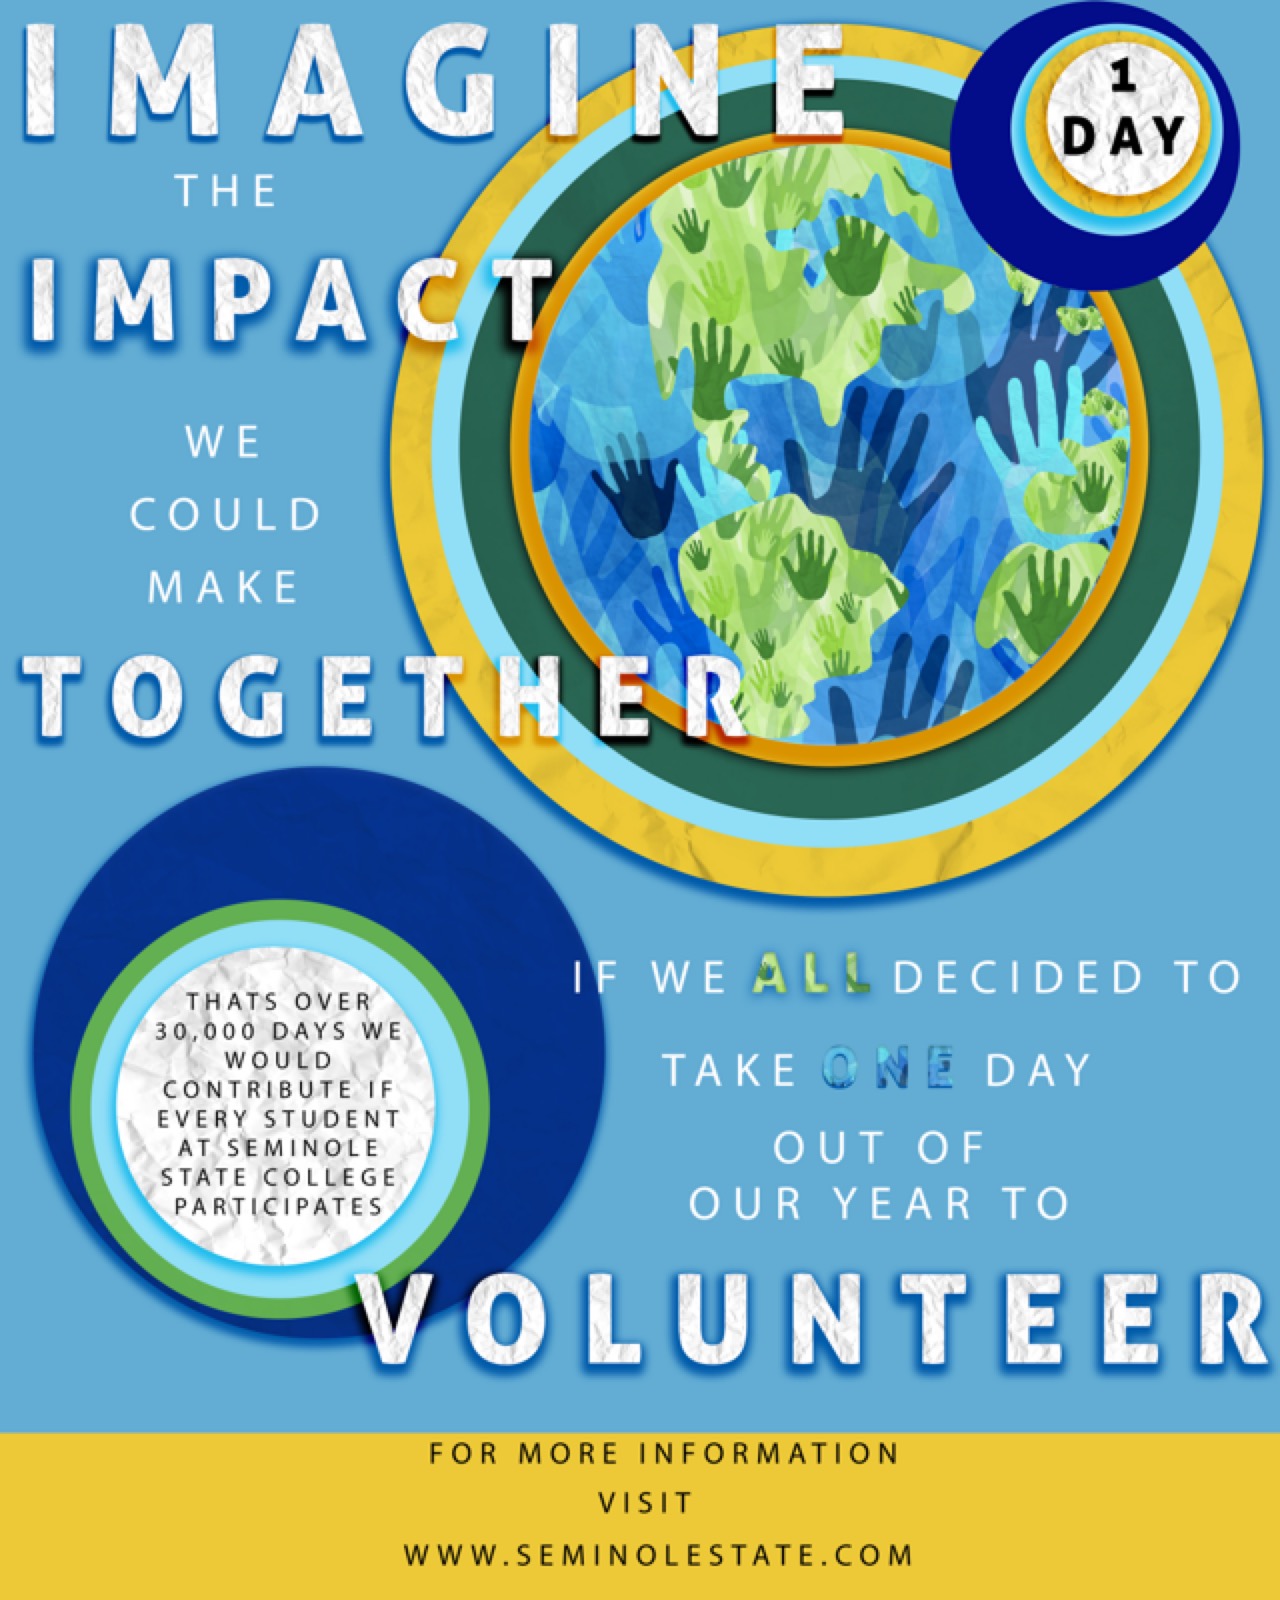 IMAGINE
1
DAY
THE
IMPACT
WE
COULD
MAKE
TOGETHER
IF WE ALL DECIDED TO
TAKE ONE DAY
OUT OF
OUR YEAR TO
VOLUNTEER
THATS OVER
30,000 DAYS WE
WOULD
CONTRIBUTE IF
EVERY STUDENT
AT SEMINOLE
STATE COLLEGE
PARTICIPATES
FOR MORE INFORMATION
VISIT
WWW.SEMINOLESTATE.COM